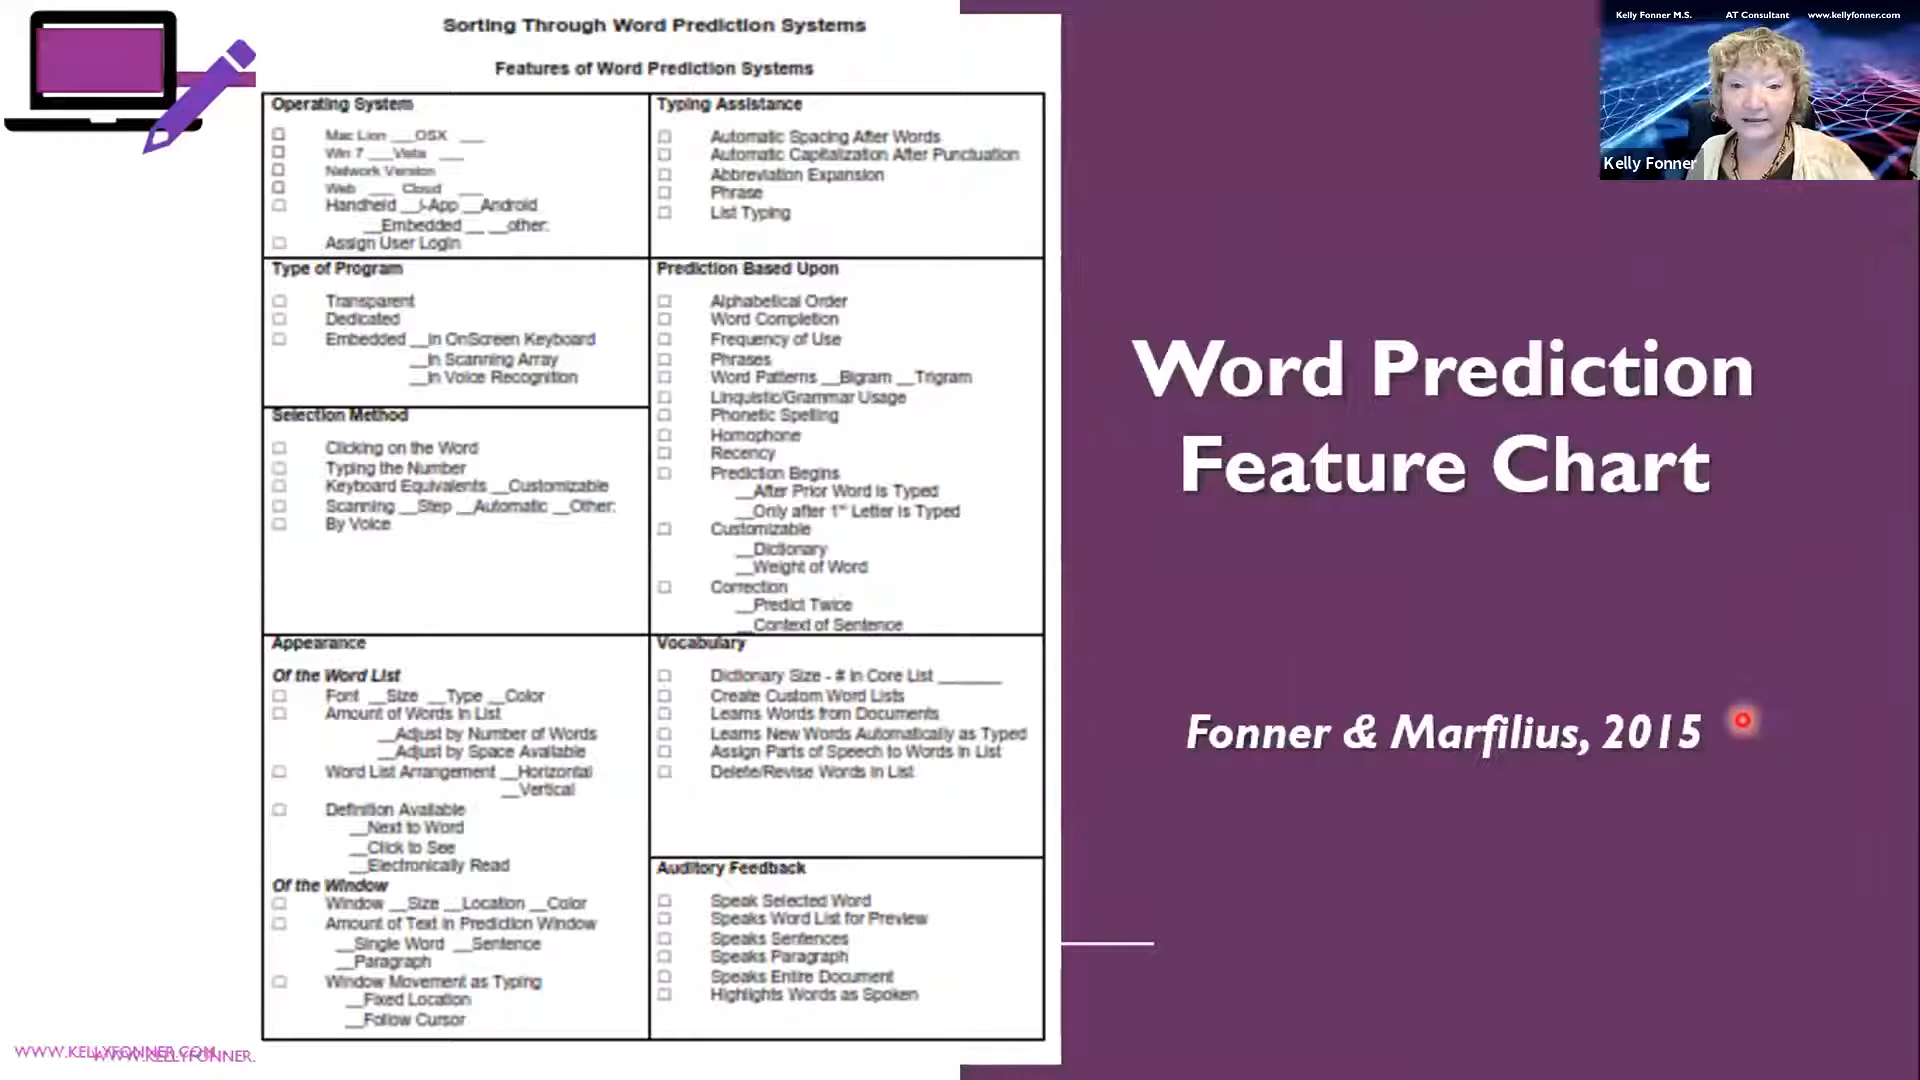 Sorting Through Word Prediction Systems
Features of Word Prediction Systems
Operating System
Mac Lion ___OSX ___
Win 7 ___Vista ___
Network Version
Web ___ Cloud ___
Handheld __i-App __Android
__Embedded __ __other:
Assign User Login
Type of Program
Transparent
Dedicated
Embedded __In OnScreen Keyboard
__In Scanning Array
__In Voice Recognition
Selection Method
Clicking on the Word
Typing the Number
Keyboard Equivalents __Customizable
Scanning __Step __Automatic __Other:
By Voice
Appearance
Of the Word List
Font __Size __Type __Color
Amount of Words in List
__Adjust by Number of Words
__Adjust by Space Available
Word List Arrangement __Horizontal
__Vertical
Definition Available
__Next to Word
__Click to See
__Electronically Read
Of the Window
Window __Size __Location __Color
Amount of Text in Prediction Window
__Single Word __Sentence
__Paragraph
Window Movement as Typing
__Fixed Location
__Follow Cursor
Typing Assistance
Automatic Spacing After Words
Automatic Capitalization After Punctuation
Abbreviation Expansion
Phrase
List Typing
Prediction Based Upon
Alphabetical Order
Word Completion
Frequency of Use
Phrases
Word Patterns __Bigram __Trigram
Linguistic/Grammar Usage
Phonetic Spelling
Homophone
Recency
Prediction Begins
__After Prior Word is Typed
__Only after 1st Letter is Typed
Customizable
__Dictionary
__Weight of Word
Correction
__Predict Twice
__Context of Sentence
Vocabulary
Dictionary Size - # in Core List _______
Create Custom Word Lists
Learns Words from Documents
Learns New Words Automatically as Typed
Assign Parts of Speech to Words in List
Delete/Revise Words in List
Auditory Feedback
Speak Selected Word
Speaks Word List for Preview
Speaks Sentences
Speaks Paragraph
Speaks Entire Document
Highlights Words as Spoken
Word Prediction
Feature Chart
Fonner & Marfilius, 2015
Kelly Fonner M.S. AT Consultant www.kellyfonner.com
Kelly Fonner
WWW.KELLYFONNER.COM
WWW.KELLYFONNER.